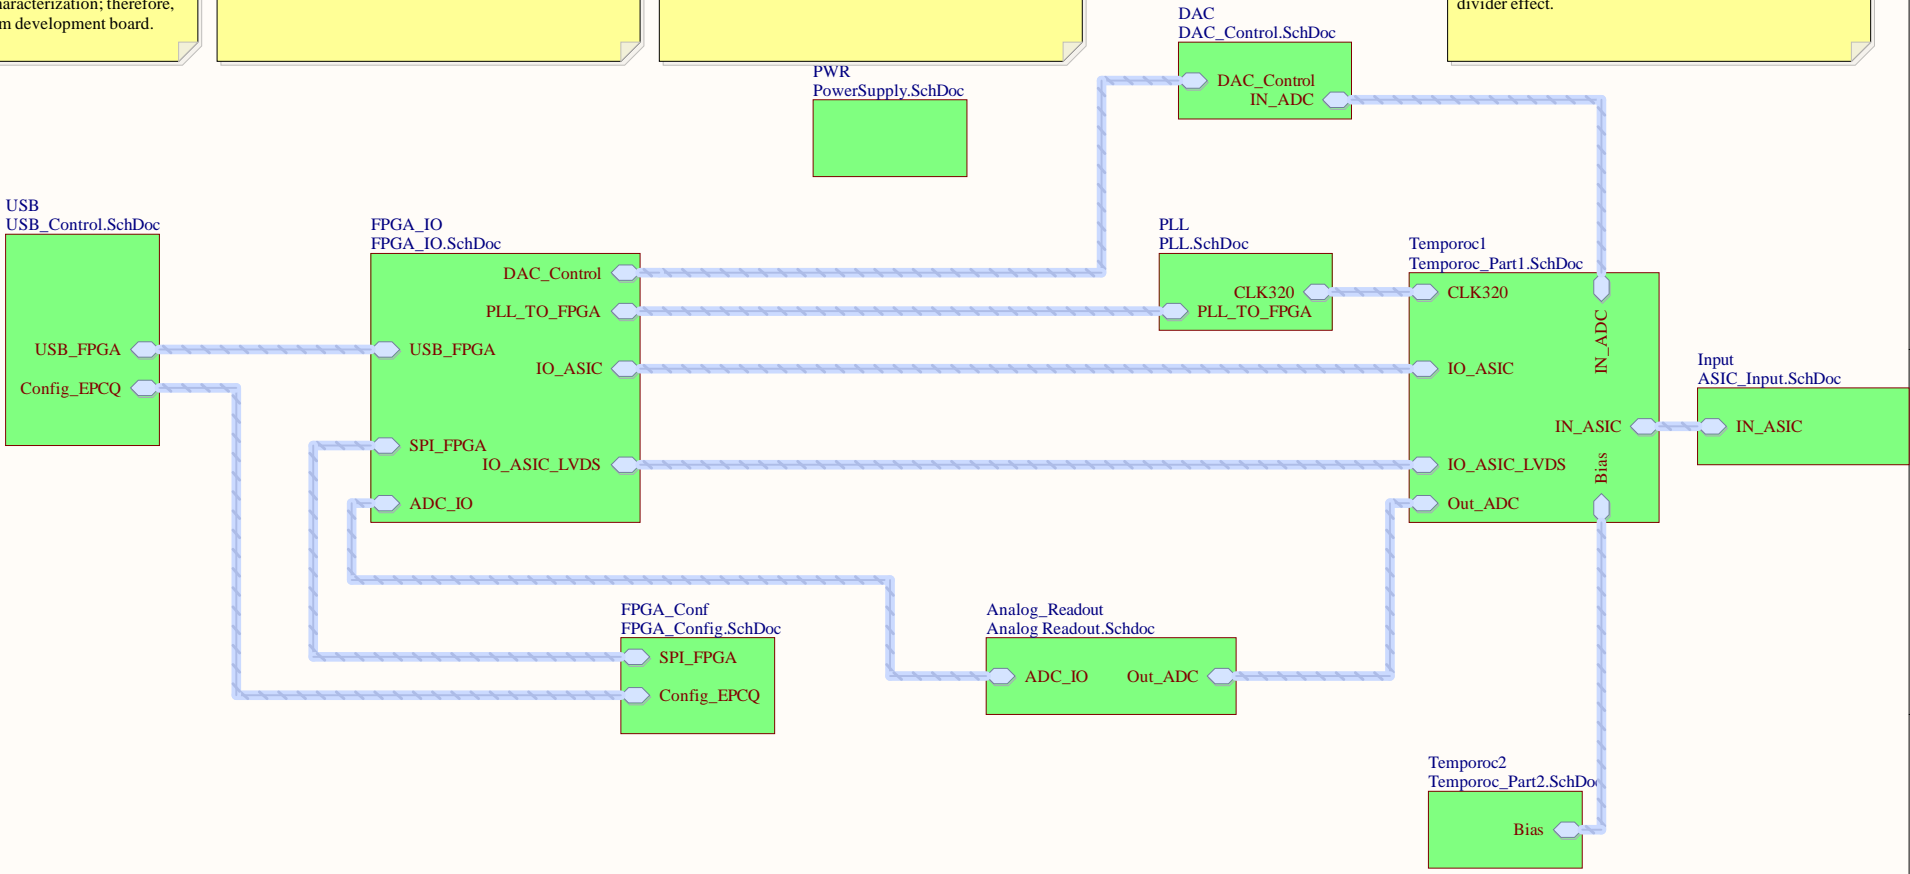 aracterization; therefore,
m development board.
divider effect.
DAC
DAC_Control.SchDoc
DAC_Control
IN_ADC
PWR
PowerSupply.SchDoc
USB
USB_Control.SchDoc
USB_FPGA
Config_EPCQ
FPGA_IO
FPGA_IO.SchDoc
DAC_Control
PLL_TO_FPGA
USB_FPGA
IO_ASIC
SPI_FPGA
IO_ASIC_LVDS
ADC_IO
PLL
PLL.SchDoc
CLK320
PLL_TO_FPGA
Temporoc1
Temporoc_Part1.SchDoc
CLK320
IN_ADC
IO_ASIC
IN_ASIC
IO_ASIC_LVDS
Bias
Out_ADC
Input
ASIC_Input.SchDoc
IN_ASIC
FPGA_Conf
FPGA_Config.SchDoc
SPI_FPGA
Config_EPCQ
Analog_Readout
Analog Readout.Schdoc
ADC_IO
Out_ADC
Temporoc2
Temporoc_Part2.SchDoc
Bias